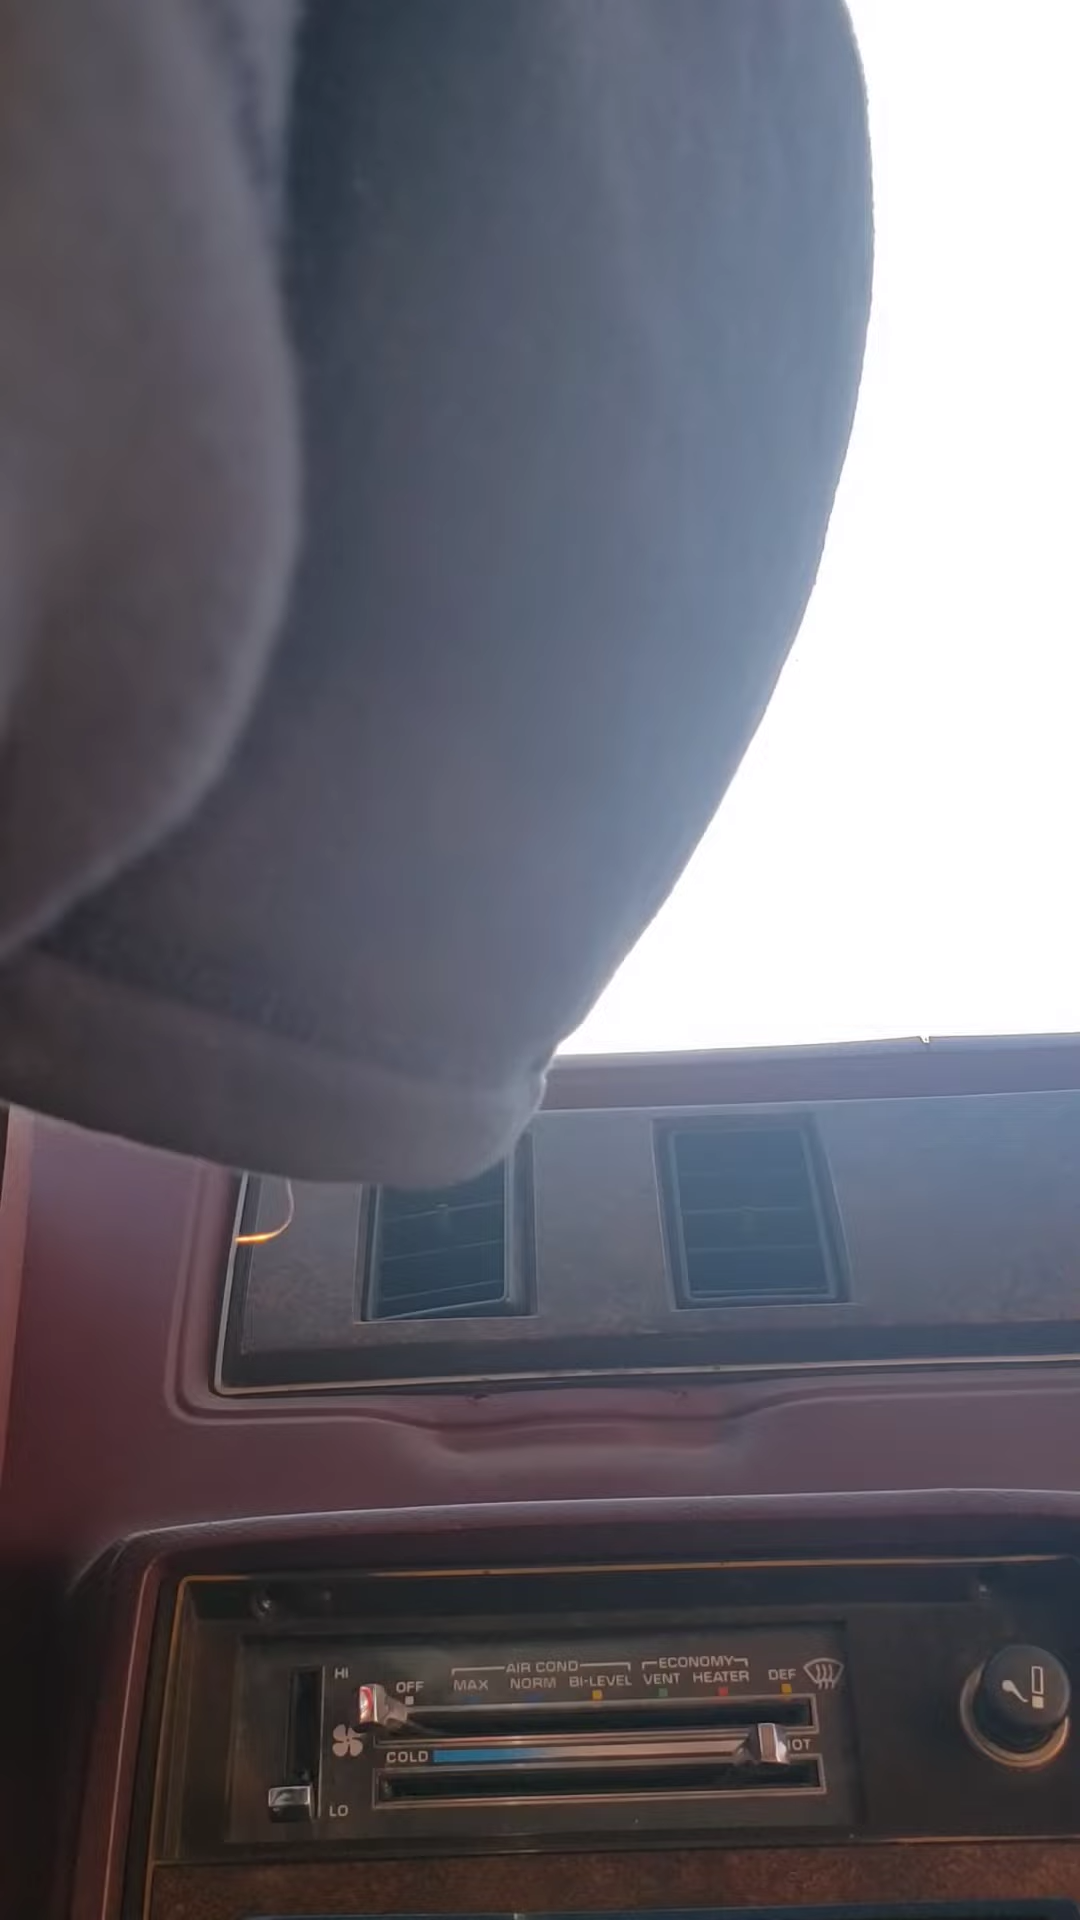 HI
OFF
AIR COND
MAX NORM BI-LEVEL
ECONOMY
VENT HEATER
DEF
COLD
LO